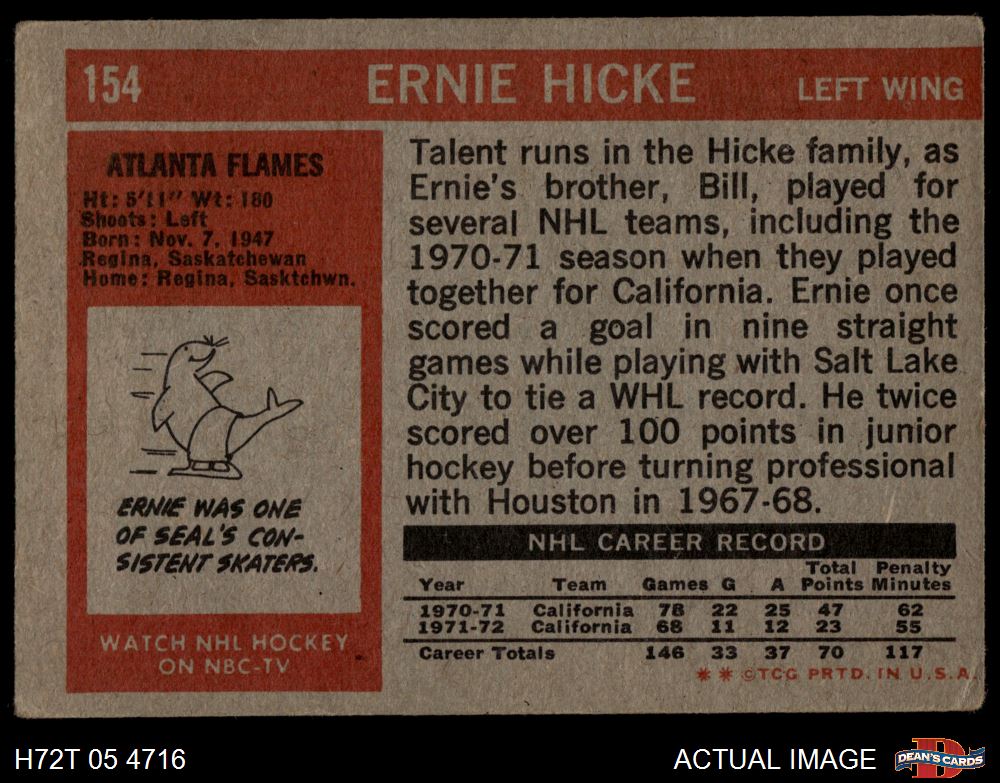 154 ERNIE HICKE LEFT WING
ATLANTA FLAMES
Ht: 5'11" Wt: 180
Shoots: Left
Born: Nov. 7, 1947
Regina, Saskatchewan
Home: Regina, Sasktchwn.
ERNIE WAS ONE
OF SEAL'S CON-
SISTENT SKATERS.
WATCH NHL HOCKEY
ON NBC-TV
Talent runs in the Hicke family, as
Ernie's brother, Bill, played for
several NHL teams, including the
1970-71 season when they played
together for California. Ernie once
scored a goal in nine straight
games while playing with Salt Lake
City to tie a WHL record. He twice
scored over 100 points in junior
hockey before turning professional
with Houston in 1967-68.
NHL CAREER RECORD
Total Penalty
Year Team Games G A Points Minutes
1970-71 California 78 22 25 47 62
1971-72 California 68 11 12 23 55
Career Totals 146 33 37 70 117
* * ©TCG PRTD. IN U.S.A.
H72T 05 4716 ACTUAL IMAGE DEAN'S CARDS